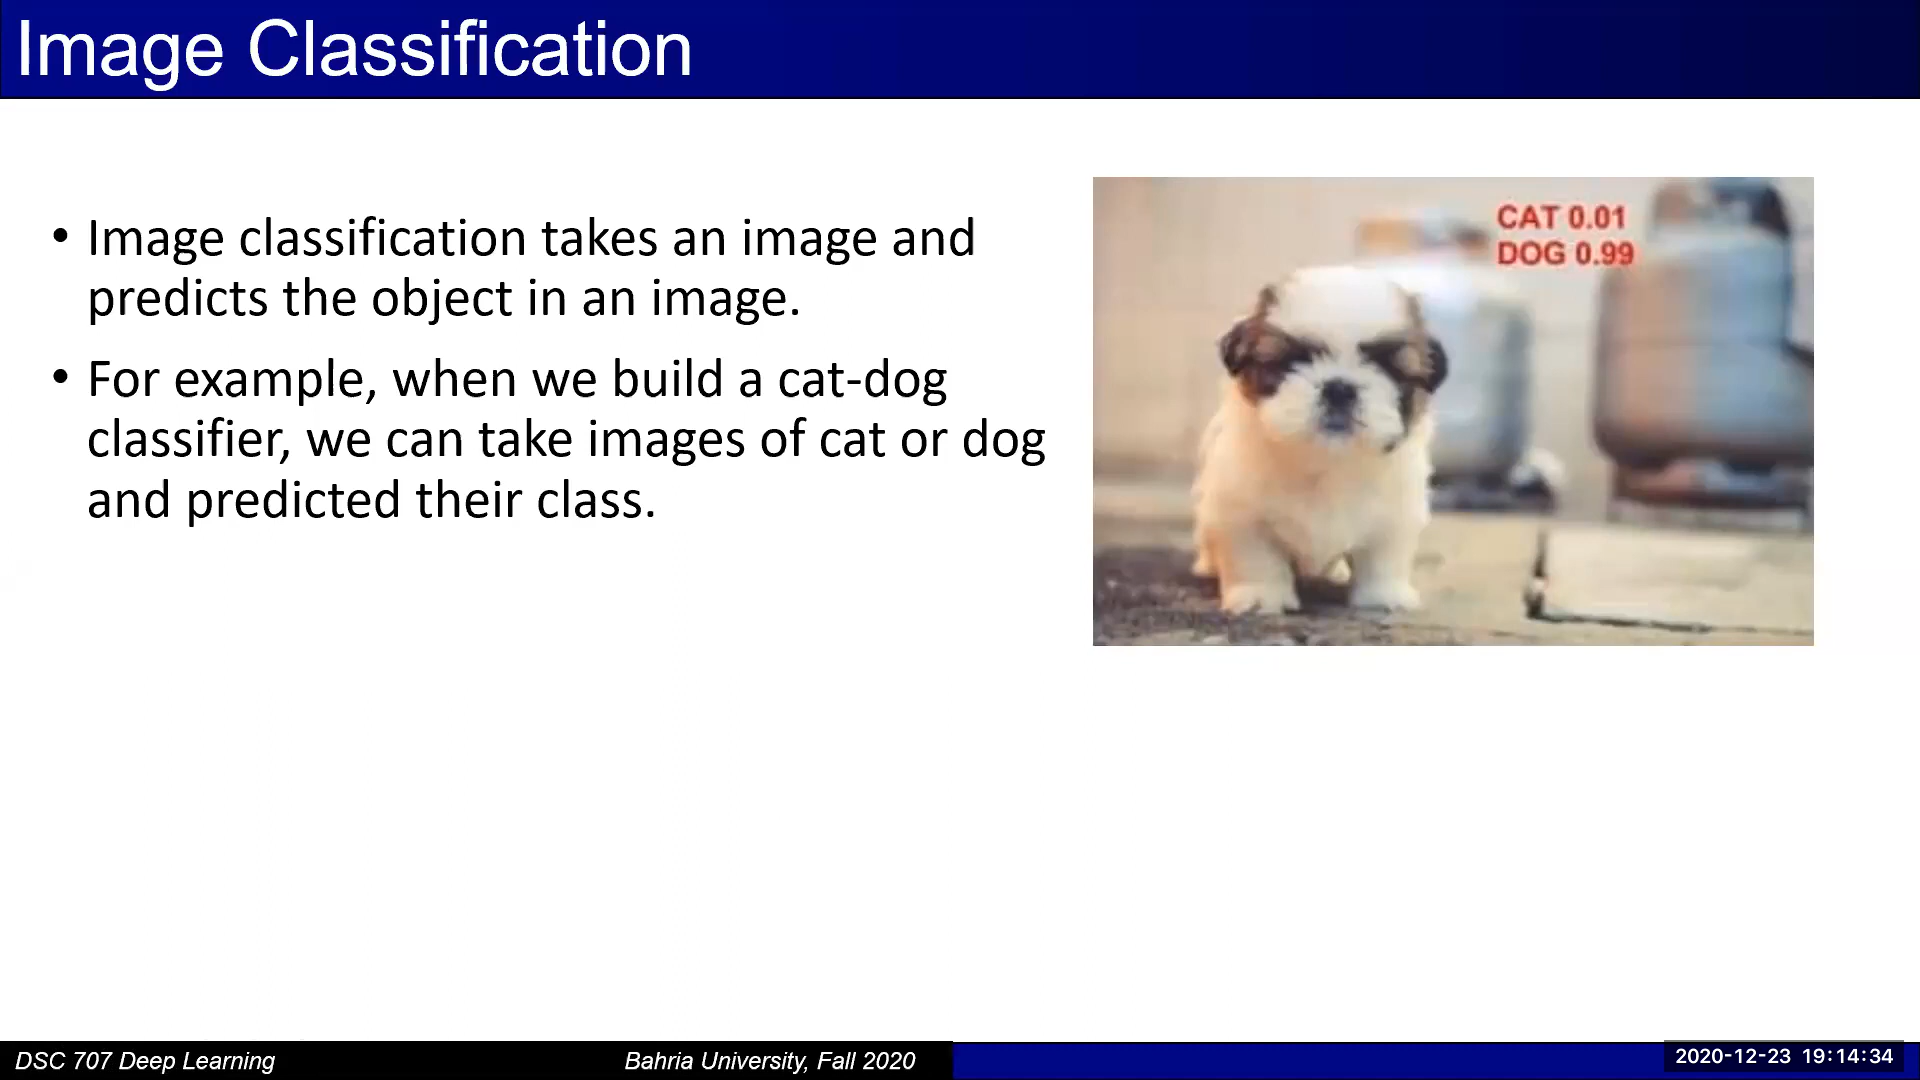 Image Classification
• Image classification takes an image and
predicts the object in an image.
• For example, when we build a cat-dog
classifier, we can take images of cat or dog
and predicted their class.
CAT 0.01
DOG 0.99
DSC 707 Deep Learning
Bahria University, Fall 2020
2020-12-23 19:14:34